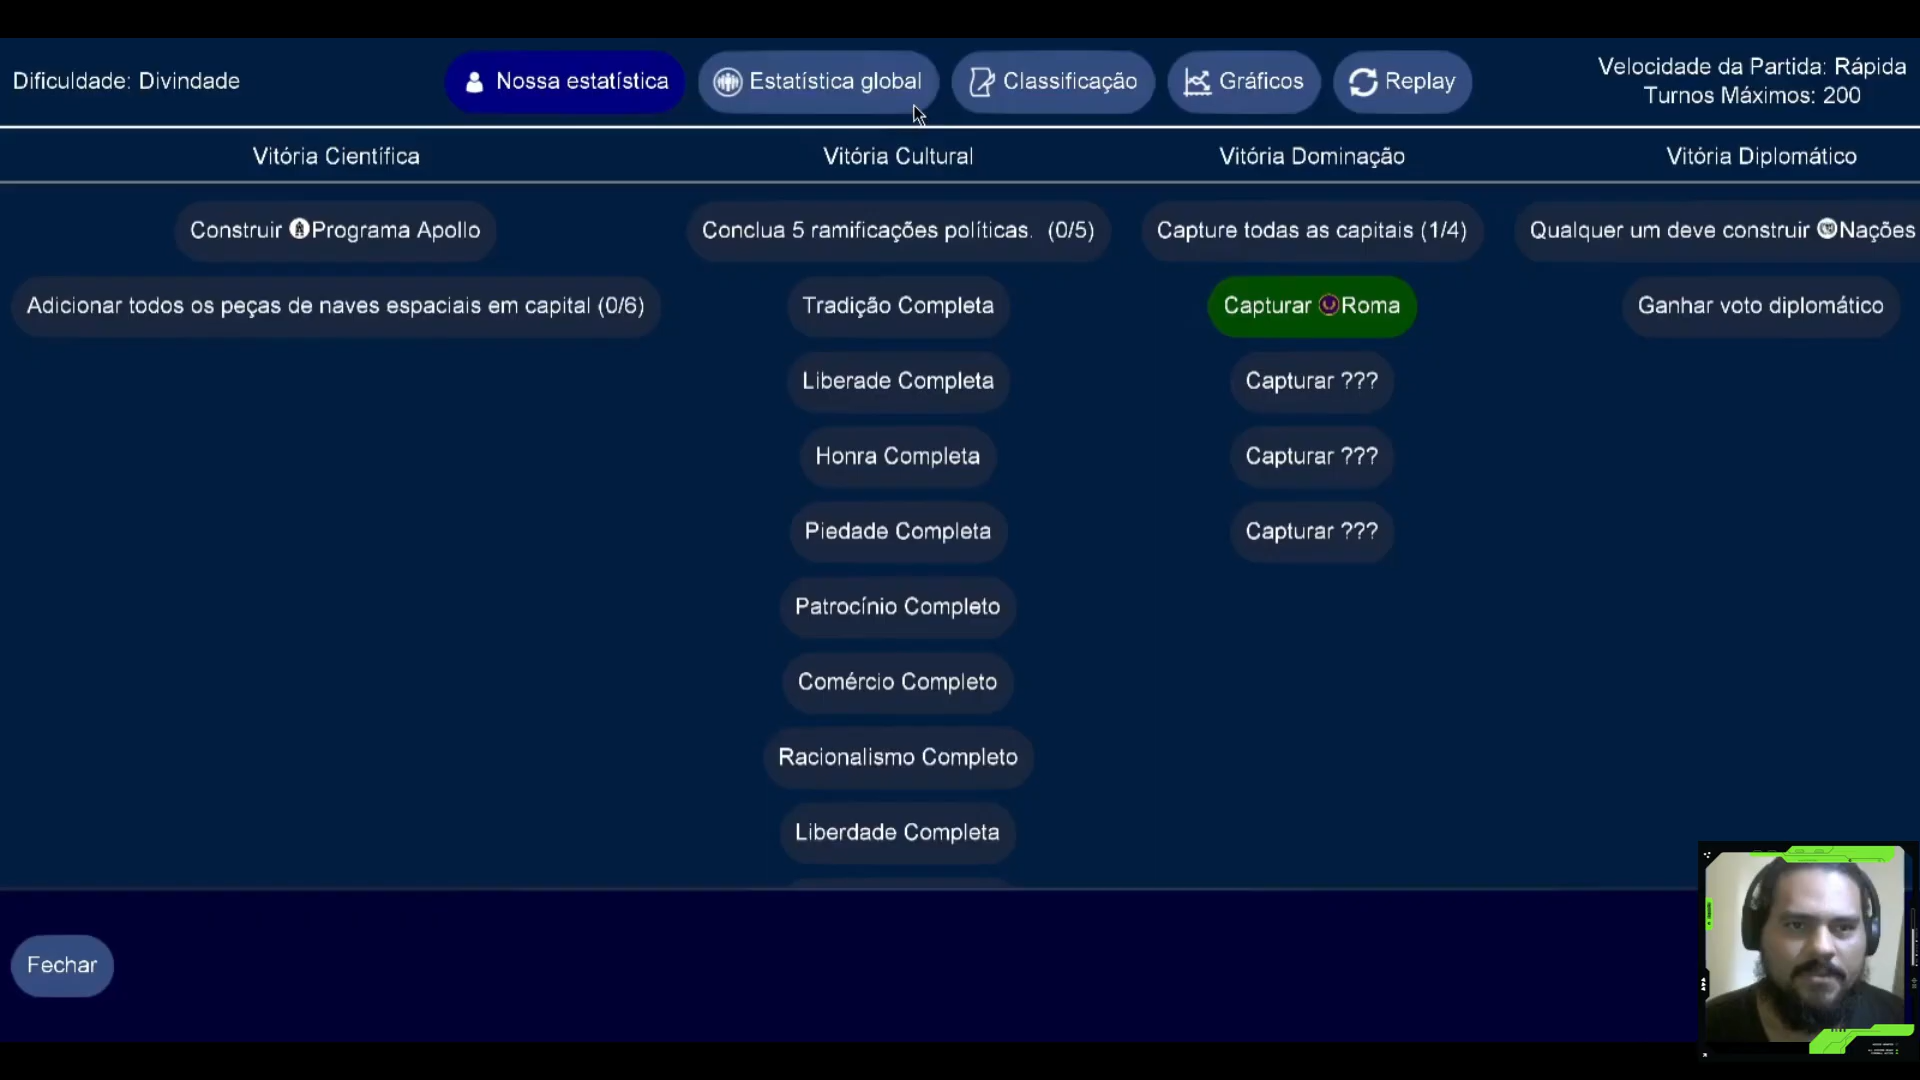 Dificuldade: Divindade
Nossa estatística
Estatística global
Classificação
Gráficos
Replay
Velocidade da Partida: Rápida
Turnos Máximos: 200
Vitória Científica
Vitória Cultural
Vitória Dominação
Vitória Diplomático
Construir Programa Apollo
Conclua 5 ramificações políticas. (0/5)
Capture todas as capitais (1/4)
Qualquer um deve construir Nações
Adicionar todos os peças de naves espaciais em capital (0/6)
Tradição Completa
Capturar Roma
Ganhar voto diplomático
Liberade Completa
Capturar ???
Honra Completa
Capturar ???
Piedade Completa
Capturar ???
Patrocínio Completo
Comércio Completo
Racionalismo Completo
Liberdade Completa
Fechar